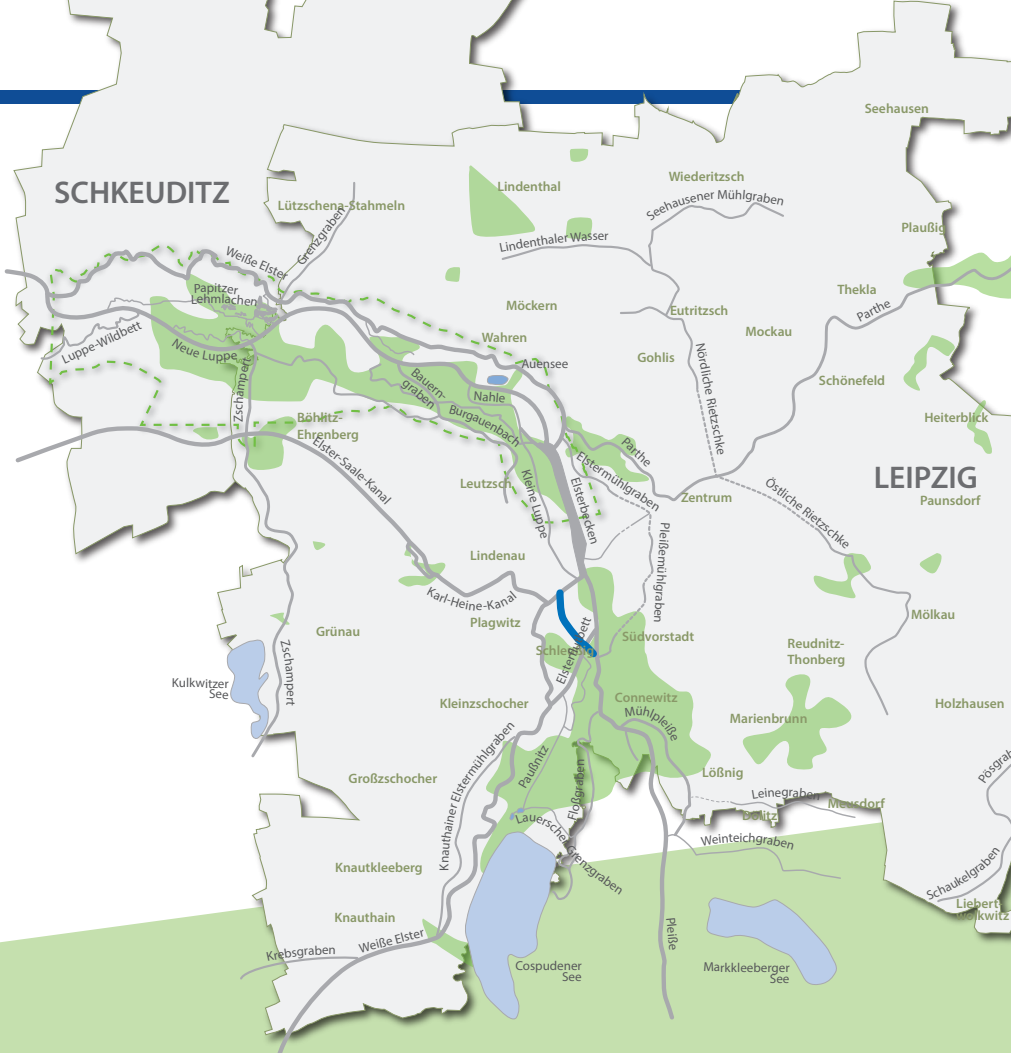 Seehausen
SCHKEUDITZ
Lindenthal
Wiederitzsch
Lützschena-Stahmeln
Seehausener Mühlgraben
Grenzgraben
Plaußig
Lindenthaler Wasser
Weiße Elster
Papitzer
Lehmlachen
Thekla
Möckern
Eutritzsch
Parthe
Mockau
Luppe-Wildbett
Neue Luppe
Wahren
Gohlis
Auensee
Nördliche Rietzschke
Schönefeld
Zschampert
Bauern-
graben
Nahle
Burgauenbach
Böhlitz-
Ehrenberg
Heiterblick
Elster-Saale-Kanal
Parthe
LEIPZIG
Leutzsch
Kleine Luppe
Elsterbecken
Elstermühlgraben
Zentrum
Östliche Rietzschke
Paunsdorf
Lindenau
Pleißemühlgraben
Karl-Heine-Kanal
Plagwitz
Mölkau
Grünau
Südvorstadt
Reudnitz-
Thonberg
Zschampert
Kulkwitzer
See
Kleinzschocher
Connewitz
Mühlpleiße
Marienbrunn
Holzhausen
Knauthainer Elstermühlgraben
Paußnitz
Floßgraben
Großzschocher
Lößnig
Leinegraben
Meusdorf
Dölitz
Lauerscher Grenzgraben
Weinteichgraben
Knautkleeberg
Schaukelgraben
Knauthain
Liebert-
wolkwitz
Krebsgraben
Weiße Elster
Pleiße
Cospudener
See
Markkleeberger
See